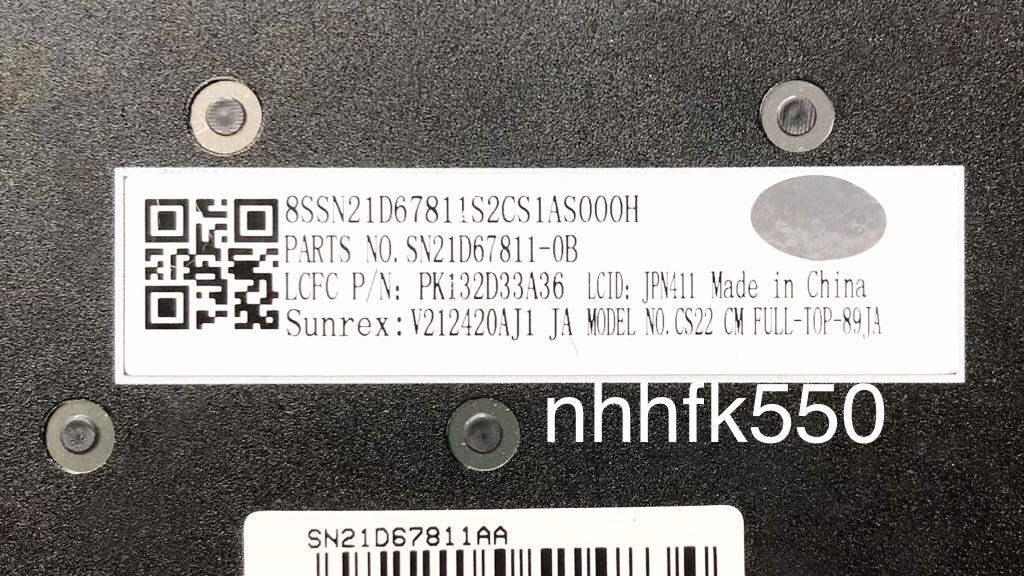 8SSN21D67811S2CS1AS000H
PARTS NO. SN21D67811-0B
LCFC P/N: PK132D33A36 LCID: JPN411 Made in China
Sunrex: V212420AJ1 JA MODEL NO. CS22 CM FULL-TOP-89JA
nhhfk550
SN21D67811AA